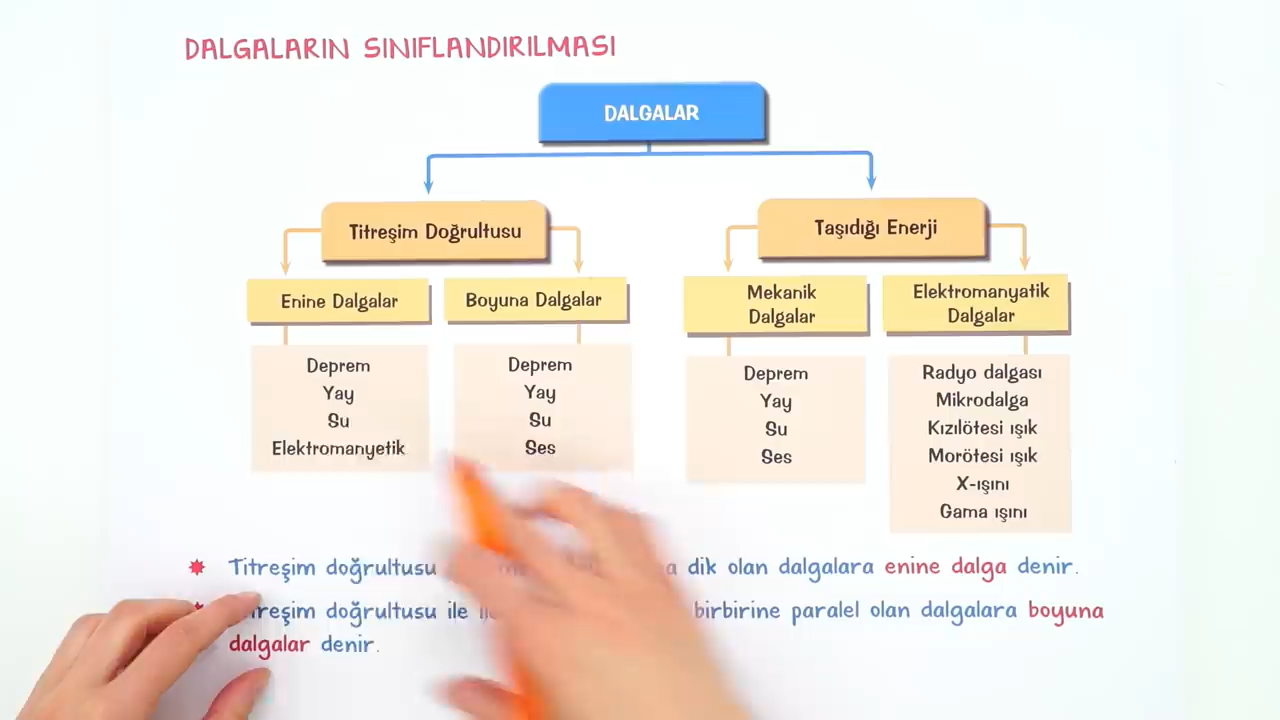 DALGALARIN SINIFLANDIRILMASI
DALGALAR
Titreşim Doğrultusu
Taşıdığı Enerji
Enine Dalgalar
Boyuna Dalgalar
Mekanik
Dalgalar
Elektromanyatik
Dalgalar
Deprem
Yay
Su
Elektromanyetik
Deprem
Yay
Su
Ses
Deprem
Yay
Su
Ses
Radyo dalgası
Mikrodalga
Kızılötesi ışık
Morötesi ışık
X-ışını
Gama ışını
Titreşim doğrultusu dik olan dalgalara enine dalga denir.
doğrultusu ile birbirine paralel olan dalgalara boyuna
dalgalar denir.